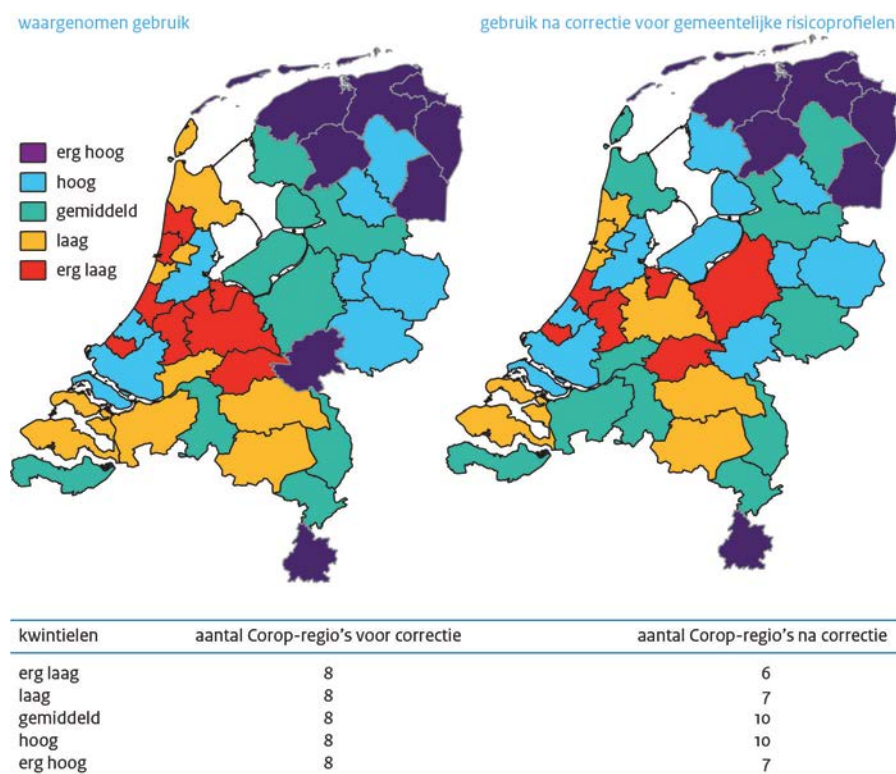 waargenomen gebruik
gebruik na correctie voor gemeentelijke risicoprofielen
erg hoog
hoog
gemiddeld
laag
erg laag
kwintielen aantal Corop-regio's voor correctie aantal Corop-regio's na correctie
erg laag 8 6
laag 8 7
gemiddeld 8 10
hoog 8 10
erg hoog 8 7